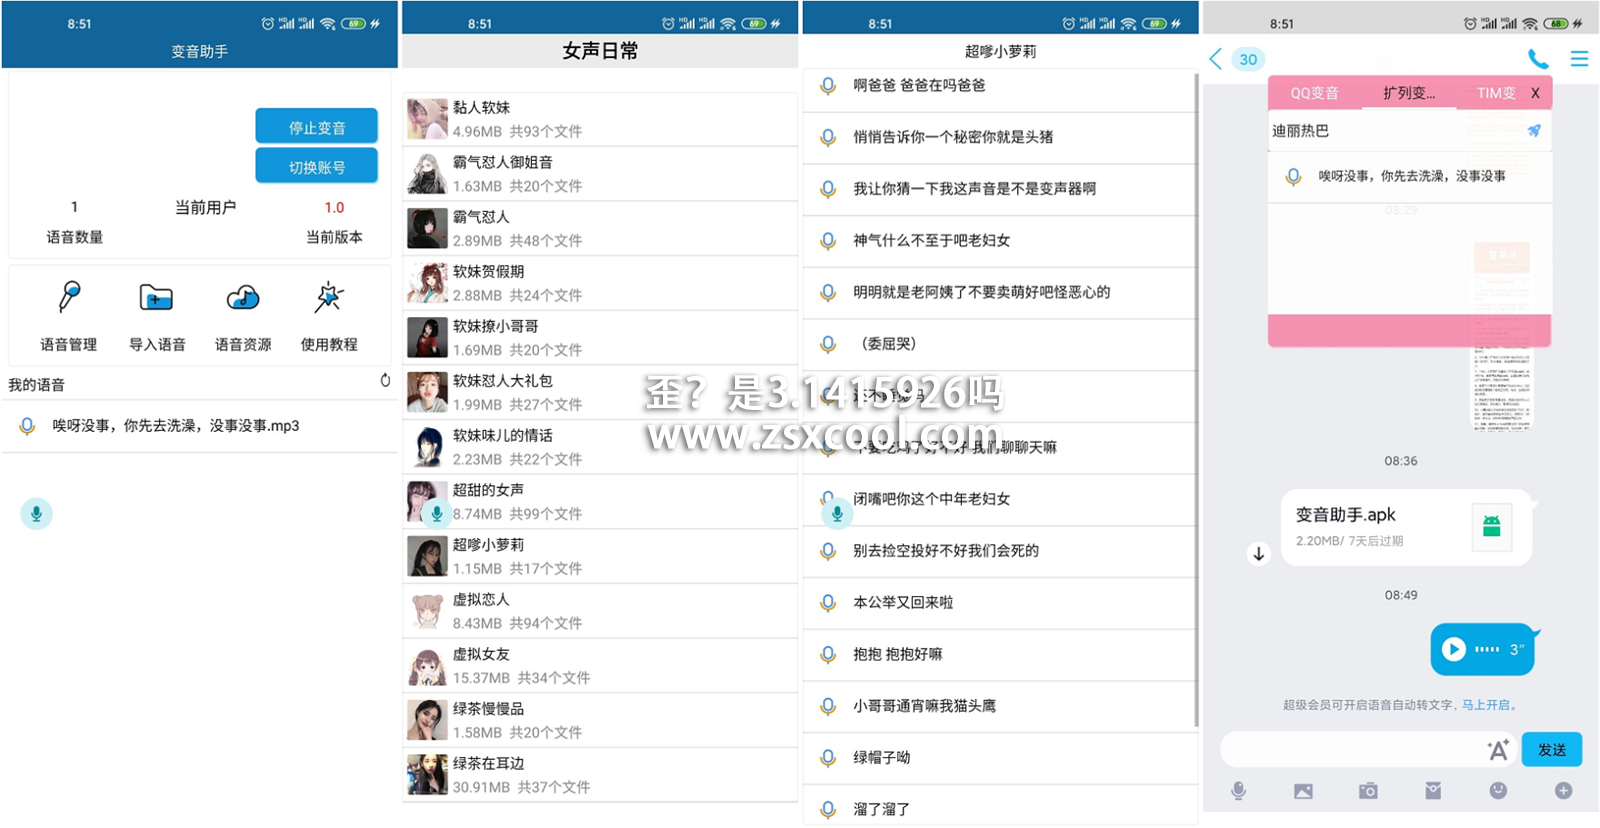 8:51
69
变音助手
停止变音
切换账号
1
当前用户
1.0
语音数量
当前版本
语音管理
导入语音
语音资源
使用教程
我的语音
唉呀没事，你先去洗澡，没事没事.mp3
8:51
69
女声日常
黏人软妹
4.96MB 共93个文件
霸气怼人御姐音
1.63MB 共20个文件
霸气怼人
2.89MB 共48个文件
软妹贺假期
2.88MB 共24个文件
软妹撩小哥哥
1.69MB 共20个文件
软妹怼人大礼包
1.99MB 共27个文件
软妹味儿的情话
2.23MB 共22个文件
超甜的女声
8.74MB 共99个文件
超嗲小萝莉
1.15MB 共17个文件
虚拟恋人
8.43MB 共94个文件
虚拟女友
15.37MB 共34个文件
绿茶慢慢品
1.58MB 共20个文件
绿茶在耳边
30.91MB 共37个文件
8:51
69
超嗲小萝莉
啊爸爸 爸爸在吗爸爸
悄悄告诉你一个秘密你就是头猪
我让你猜一下我这声音是不是变声器啊
神气什么不至于吧老妇女
明明就是老阿姨了不要卖萌好吧怪恶心的
（委屈哭）
不要吃鸡了好不好 我们聊聊天嘛
闭嘴吧你这个中年老妇女
别去捡空投好不好我们会死的
本公举又回来啦
抱抱 抱抱好嘛
小哥哥通宵嘛我猫头鹰
绿帽子呦
溜了溜了
8:51
68
30
QQ变音
扩列变...
TIM变
X
迪丽热巴
唉呀没事，你先去洗澡，没事没事
08:29
08:36
变音助手.apk
2.20MB/ 7天后过期
08:49
3"
超级会员可开启语音自动转文字，马上开启。
发送
歪？是3.1415926吗
www.zsxcool.com